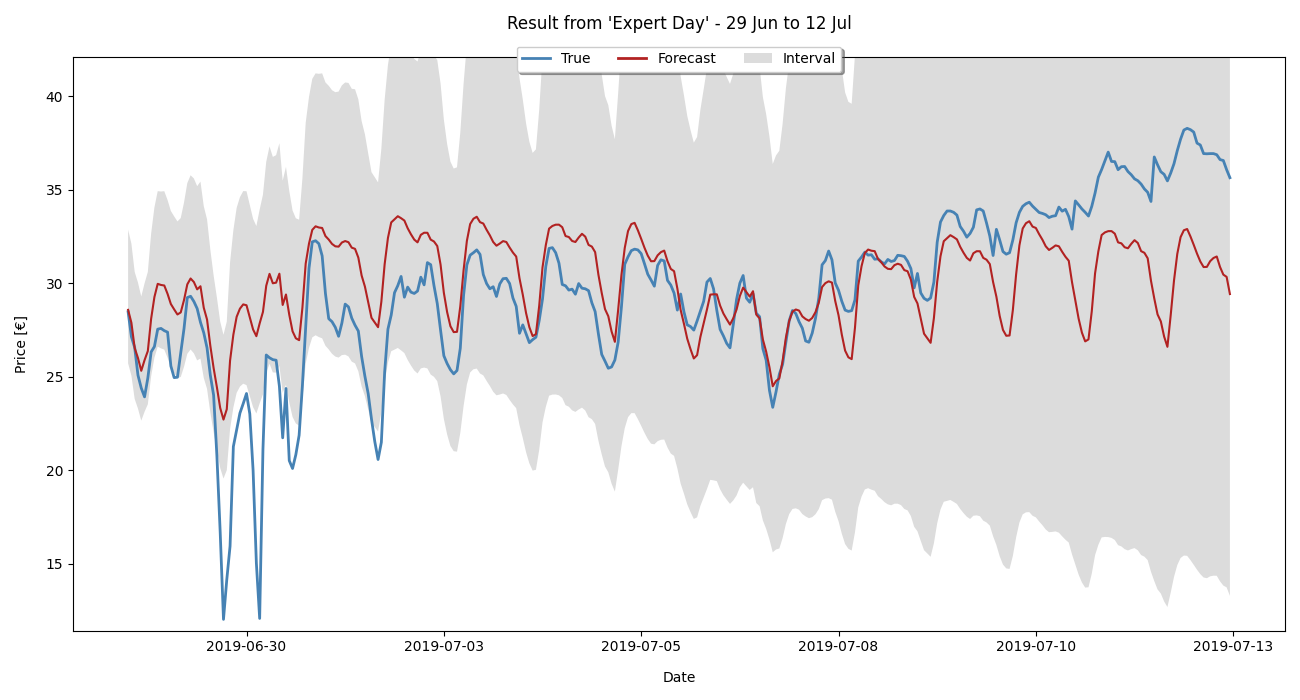 Result from 'Expert Day' - 29 Jun to 12 Jul
True Forecast Interval
Price [€]
40
35
30
25
20
15
2019-06-30 2019-07-03 2019-07-05 2019-07-08 2019-07-10 2019-07-13
Date